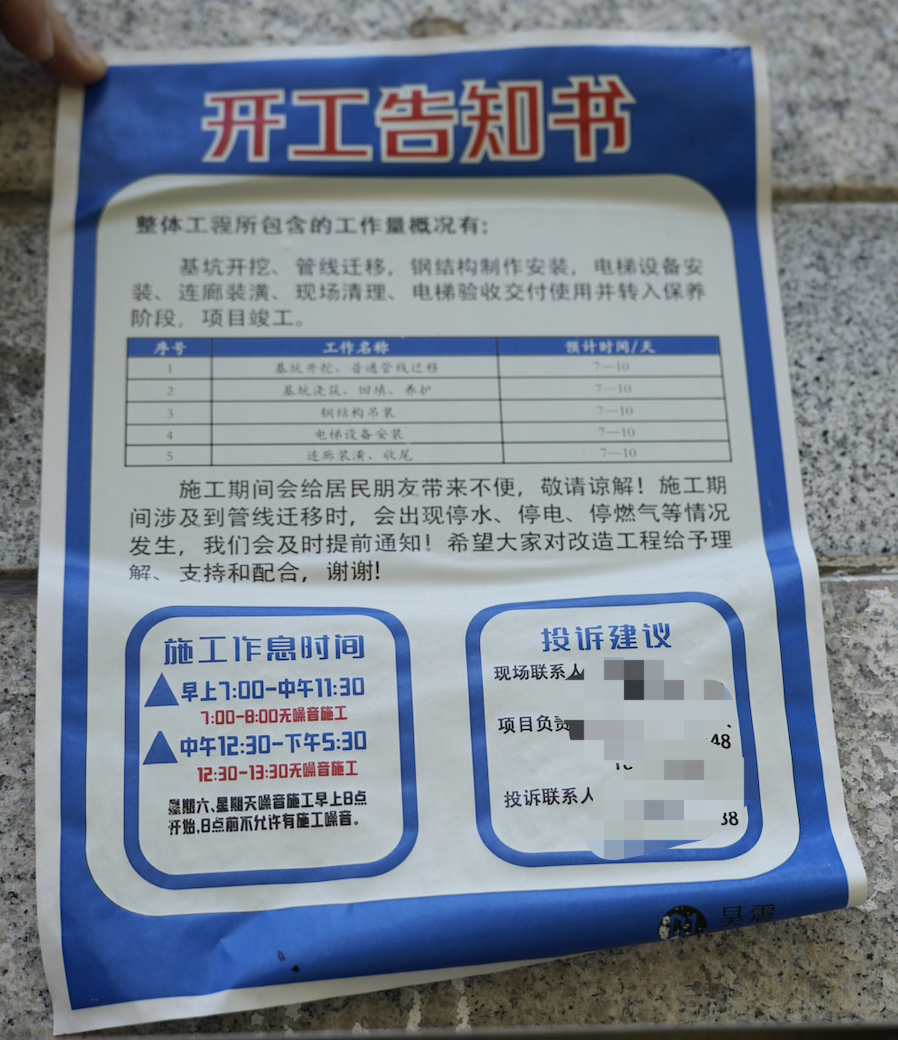 开工告知书
整体工程所包含的工作量概况有:
基坑开挖、管线迁移，钢结构制作安装，电梯设备安
装、连廊装潢、现场清理、电梯验收交付使用并转入保养
阶段，项目竣工。
序号 工作名称 预计时间/天
1 基坑开挖、普通管线迁移 7—10
2 基坑浇筑、回填、养护 7—10
3 钢结构吊装 7—10
4 电梯设备安装 7—10
5 连廊装潢、收尾 7—10
施工期间会给居民朋友带来不便，敬请谅解！施工期
间涉及到管线迁移时，会出现停水、停电、停燃气等情况
发生，我们会及时提前通知！希望大家对改造工程给予理
解、支持和配合，谢谢!
施工作息时间
▲早上7:00-中午11:30
7:00-8:00无噪音施工
▲中午12:30-下午5:30
12:30-13:30无噪音施工
星期六、星期天噪音施工早上8点
开始,8点前不允许有施工噪音。
投诉建议
现场联系人
项目负责
48
投诉联系人
38
昊霖